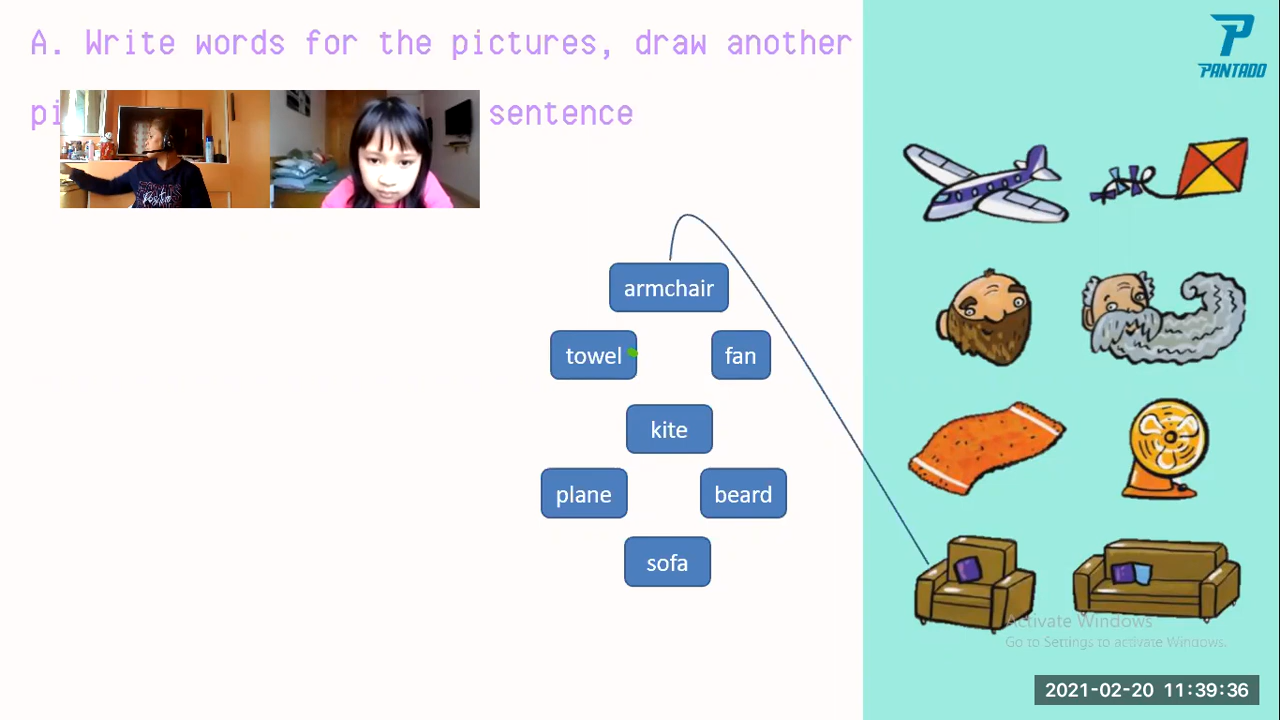 A. Write words for the pictures, draw another
pi sentence
PANTADO
armchair
towel fan
kite
plane beard
sofa
Activate Windows
Go to Settings to activate Windows.
2021-02-20 11:39:36